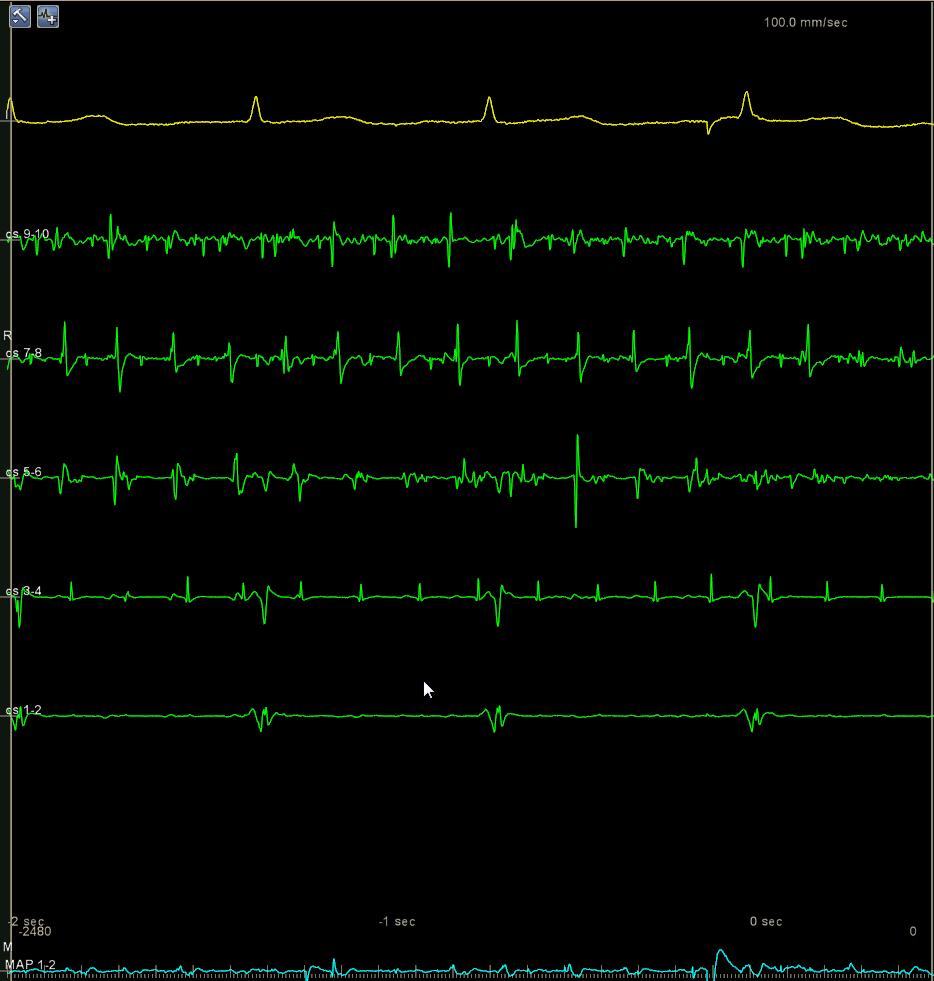 100.0 mm/sec
I
cs 9-10
R
cs 7-8
cs 5-6
cs 3-4
cs 1-2
-2 sec
-1 sec
0 sec
-2480
0
M
MAP 1-2